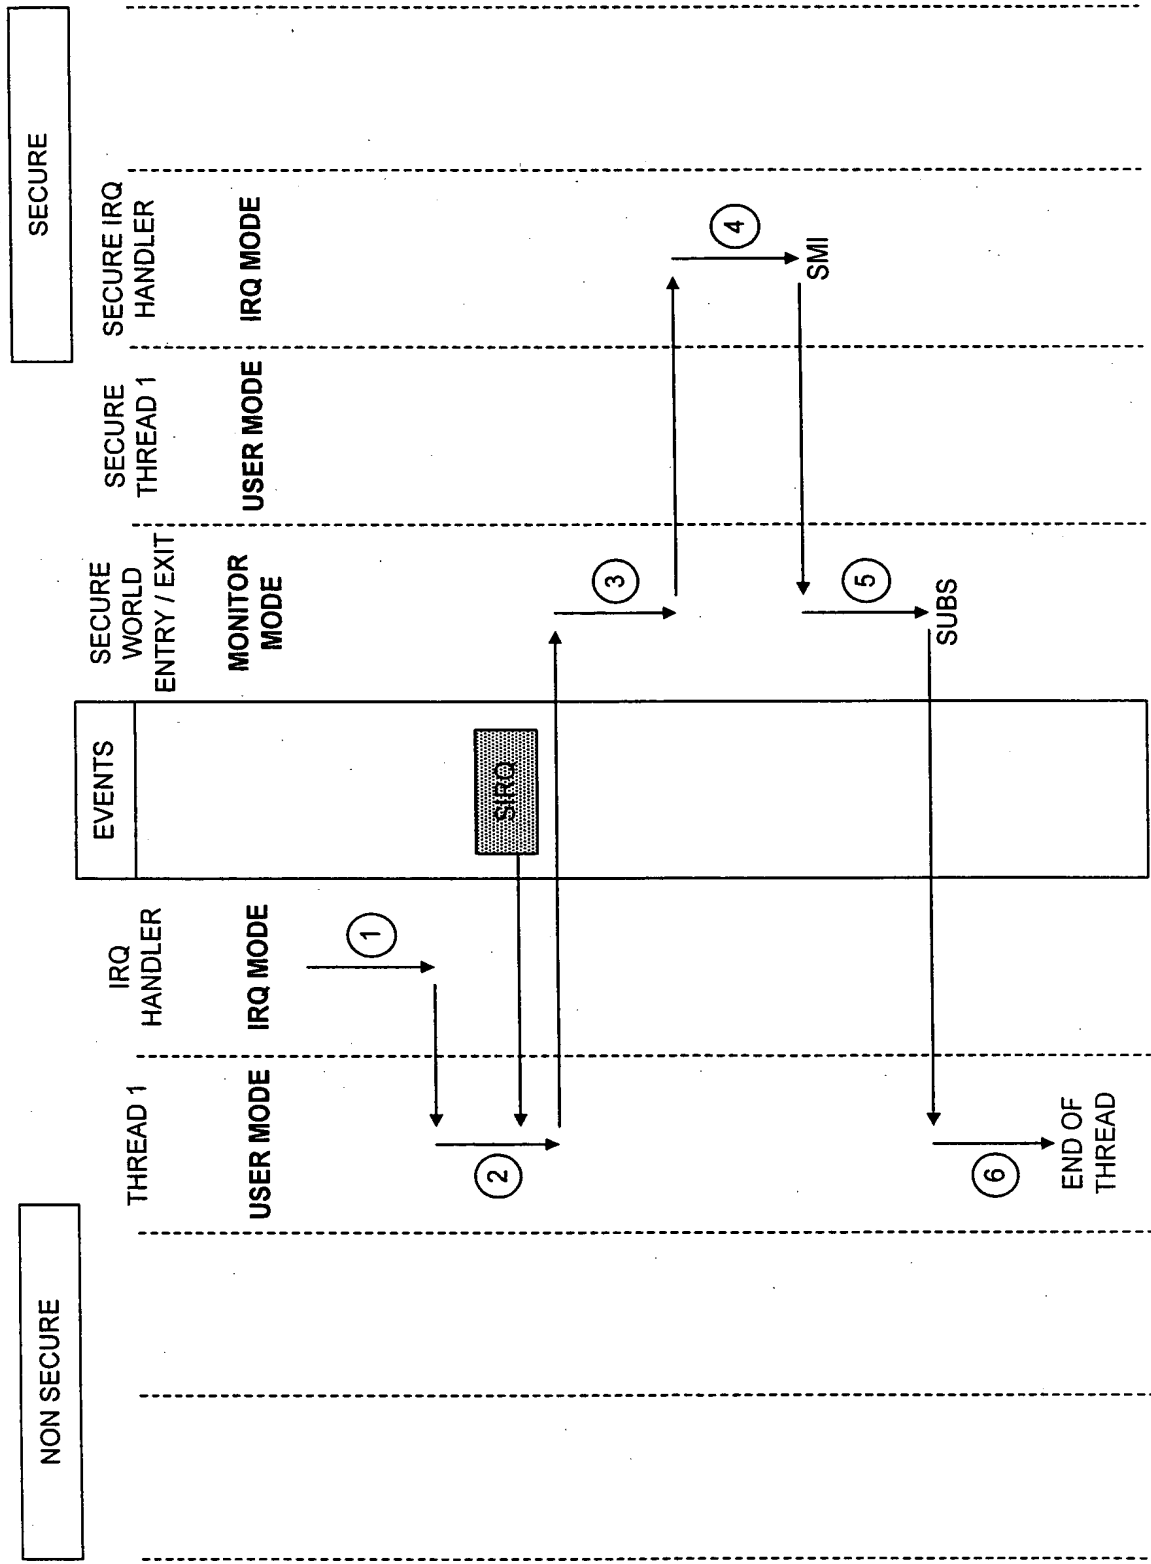 NON SECURE
SECURE
THREAD 1
USER MODE
IRQ
HANDLER
IRQ MODE
EVENTS
SECURE
WORLD
ENTRY / EXIT
MONITOR
MODE
SECURE
THREAD 1
USER MODE
SECURE IRQ
HANDLER
IRQ MODE
1
2
SIRQ
3
4
SMI
5
SUBS
6
END OF
THREAD